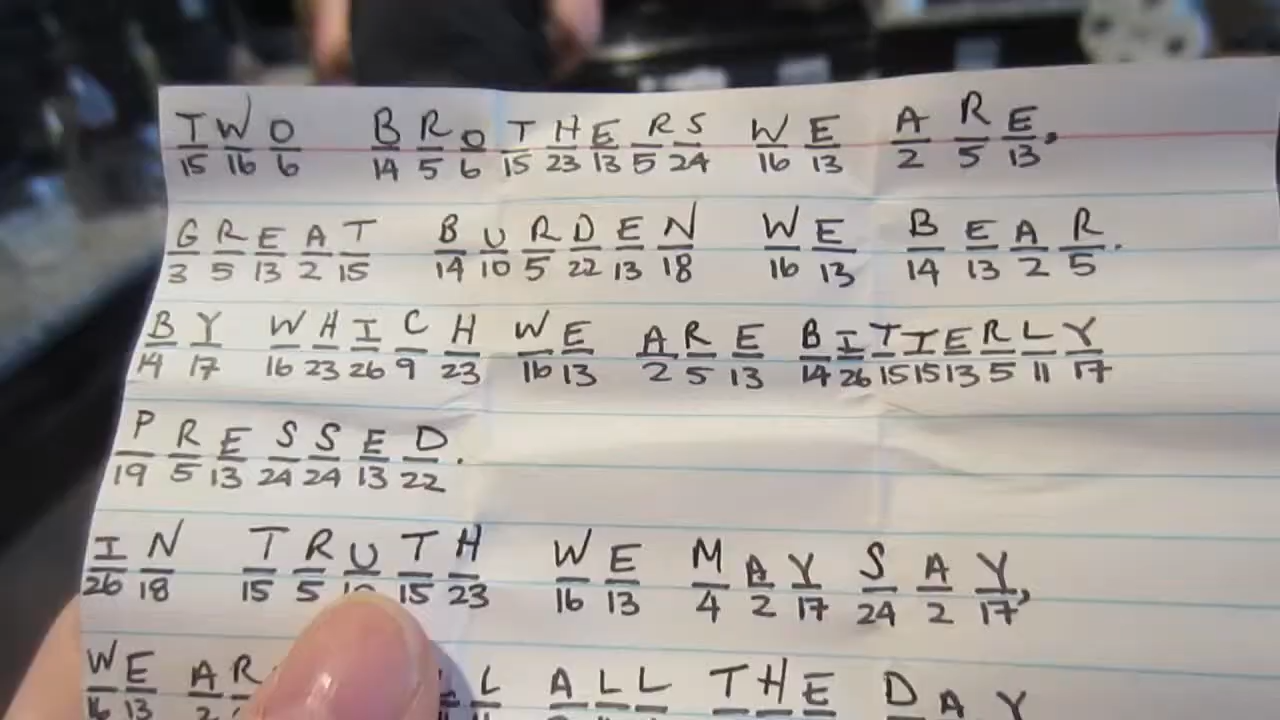 TWO BROTHERS WE ARE,
15 16 6 14 5 6 15 23 13 5 24 16 13 2 5 13
GREAT BURDEN WE BEAR.
3 5 13 2 15 14 10 5 22 13 18 16 13 14 13 2 5
BY WHICH WE ARE BITIERLY
14 17 16 23 26 9 23 16 13 2 5 13 14 26 15 15 13 5 11 17
PRESSED.
19 5 13 24 24 13 22
IN TRUTH WE MAY SAY,
26 18 15 5 15 23 16 13 4 2 17 24 2 17
WE ALL THE DAY
16 13